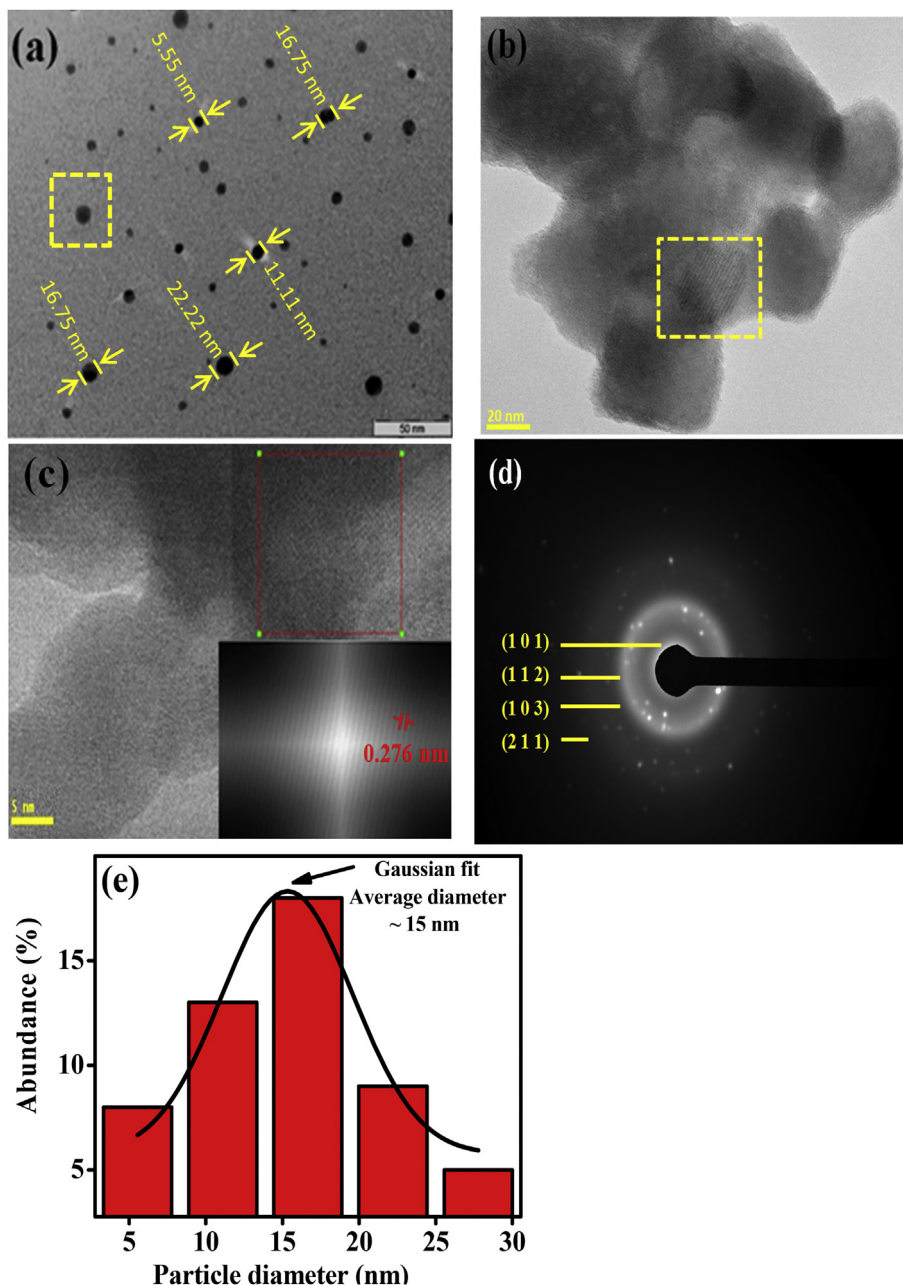 (a)
5.55 nm
16.75 nm
11.11 nm
16.75 nm
22.22 nm
50 nm
(b)
20 nm
(c)
0.276 nm
5 nm
(d)
(1 0 1)
(1 1 2)
(1 0 3)
(2 1 1)
(e)
Gaussian fit
Average diameter
~ 15 nm
Abundance (%)
15
10
5
5 10 15 20 25 30
Particle diameter (nm)